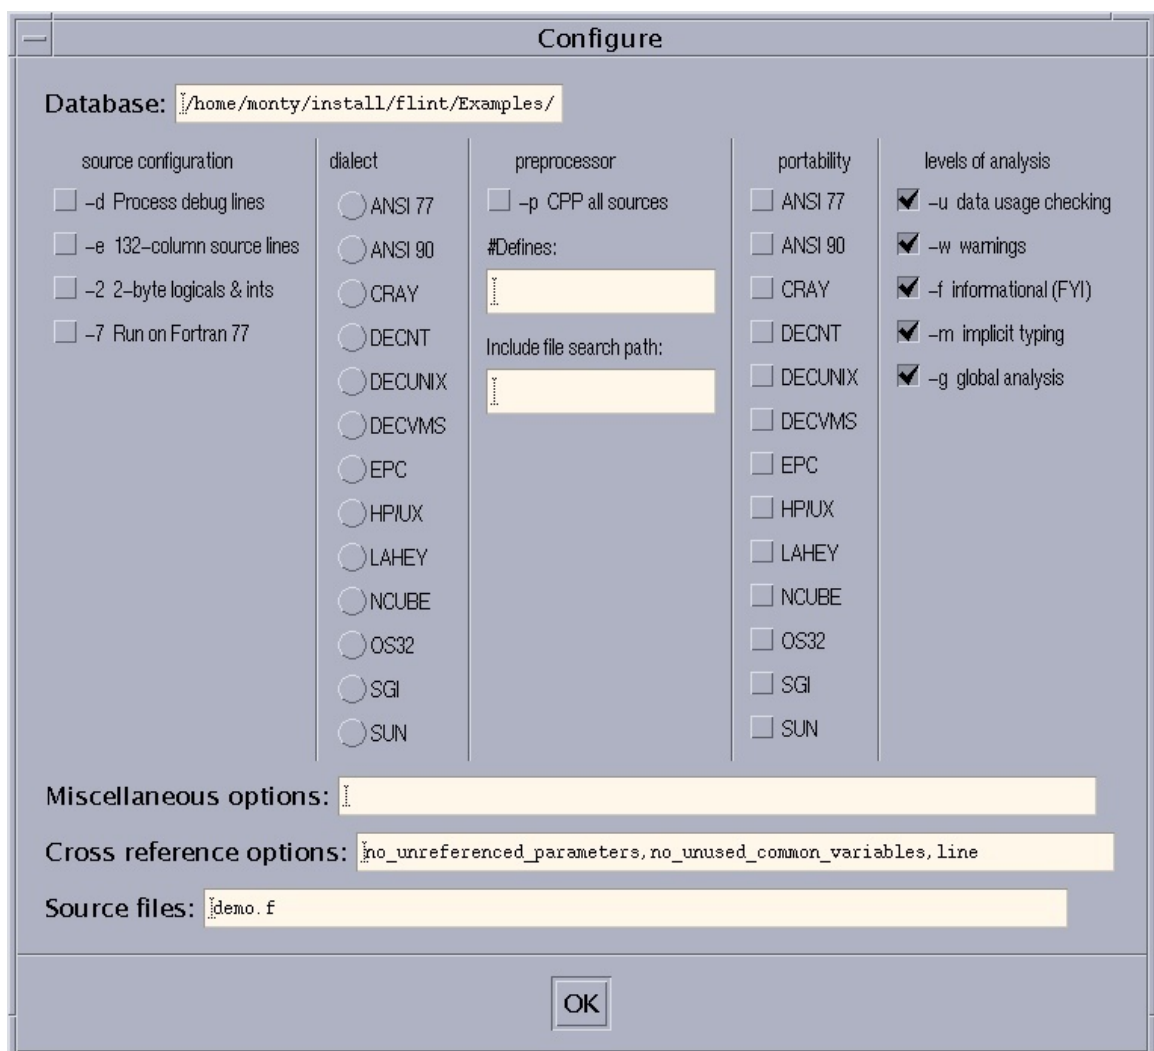 Configure
Database: /home/monty/install/flint/Examples/
source configuration
-d Process debug lines
-e 132-column source lines
-2 2-byte logicals & ints
-7 Run on Fortran 77
dialect
ANSI 77
ANSI 90
CRAY
DECNT
DECUNIX
DECVMS
EPC
HP/UX
LAHEY
NCUBE
OS32
SGI
SUN
preprocessor
-p CPP all sources
#Defines:
Include file search path:
portability
ANSI 77
ANSI 90
CRAY
DECNT
DECUNIX
DECVMS
EPC
HP/UX
LAHEY
NCUBE
OS32
SGI
SUN
levels of analysis
-u data usage checking
-w warnings
-f informational (FYI)
-m implicit typing
-g global analysis
Miscellaneous options:
Cross reference options: no_unreferenced_parameters,no_unused_common_variables,line
Source files: demo.f
OK